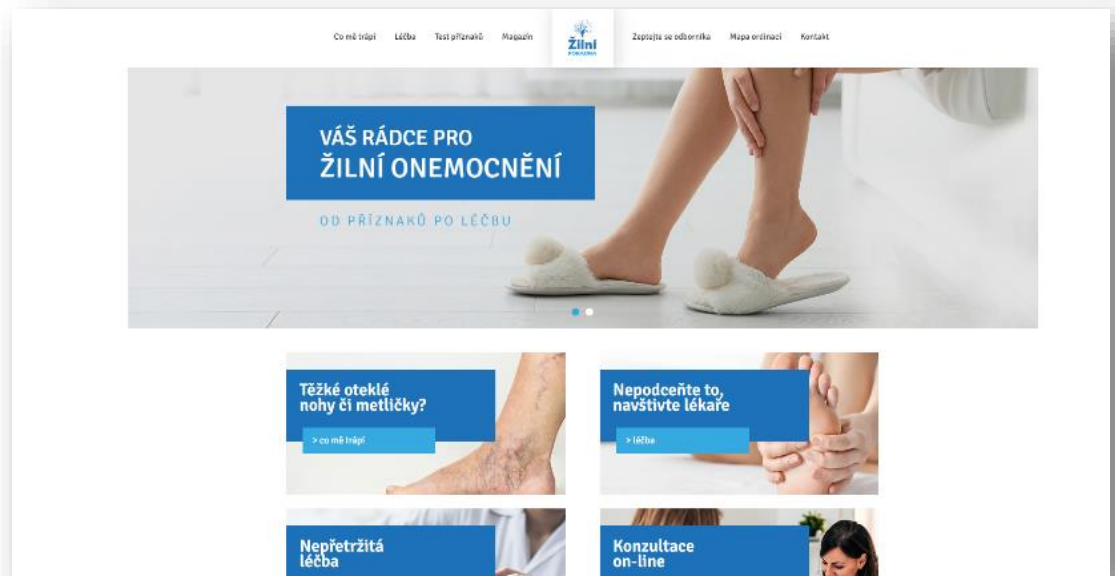 Co mě trápí Léčba Test příznaků Magazín Žilní PORADNA Zeptejte se odborníka Mapa ordinací Kontakt
VÁŠ RÁDCE PRO
ŽILNÍ ONEMOCNĚNÍ
OD PŘÍZNAKŮ PO LÉČBU
Těžké oteklé
nohy či metličky?
> co mě trápí
Nepodceňte to,
navštivte lékaře
> léčba
Nepřetržitá
léčba
Konzultace
on-line